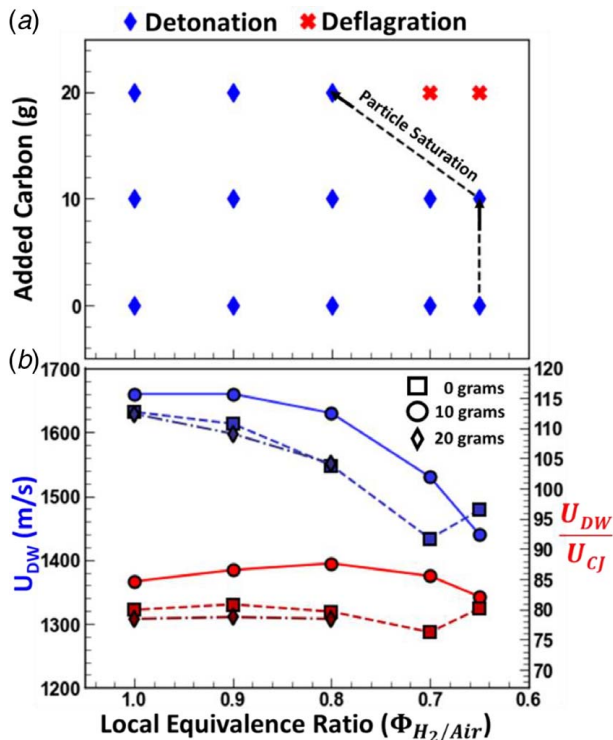 (a)
Detonation Deflagration
Added Carbon (g)
20
10
0
Particle Saturation
(b)
1700
1600
1500
1400
1300
1200
U_DW (m/s)
0 grams
10 grams
20 grams
120
115
110
105
100
95
90
85
80
75
70
U_DW
U_CJ
1.0 0.9 0.8 0.7 0.6
Local Equivalence Ratio (Φ_H₂/Air)